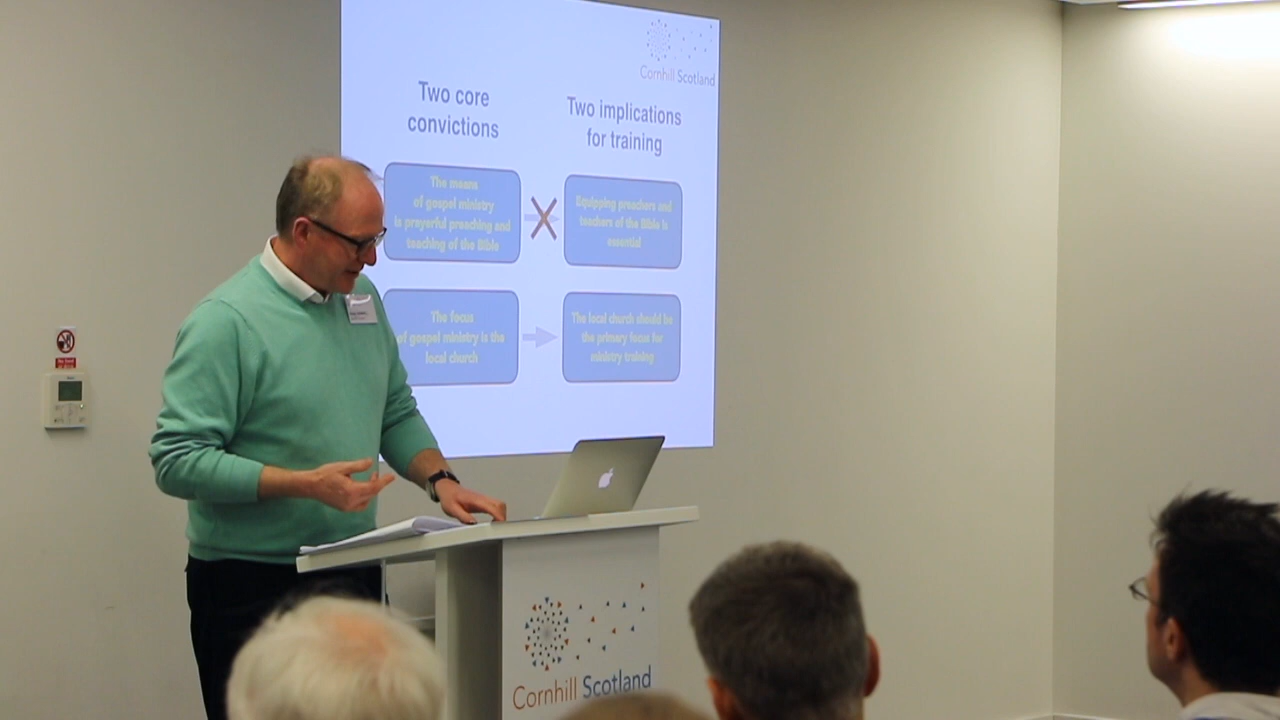 Cornhill Scotland
Two core
convictions
Two implications
for training
The means
of gospel ministry
is prayerful preaching and
teaching of the Bible
Equipping preachers and
teachers of the Bible is
essential
The focus
of gospel ministry is the
local church
The local church should be
the primary focus for
ministry training
Cornhill Scotland